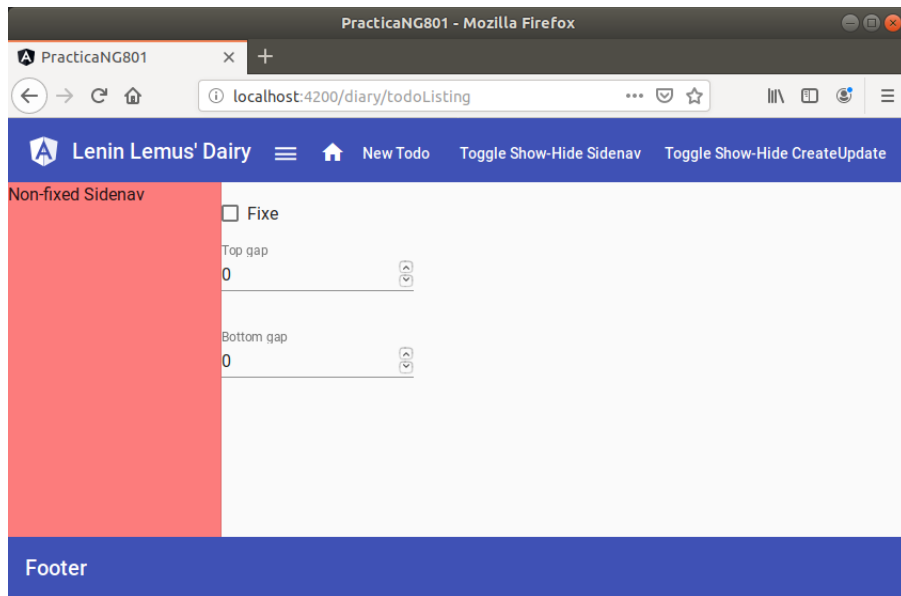 PracticaNG801 - Mozilla Firefox
PracticaNG801
localhost:4200/diary/todoListing
Lenin Lemus' Dairy New Todo Toggle Show-Hide Sidenav Toggle Show-Hide CreateUpdate
Non-fixed Sidenav
Fixe
Top gap
0
Bottom gap
0
Footer